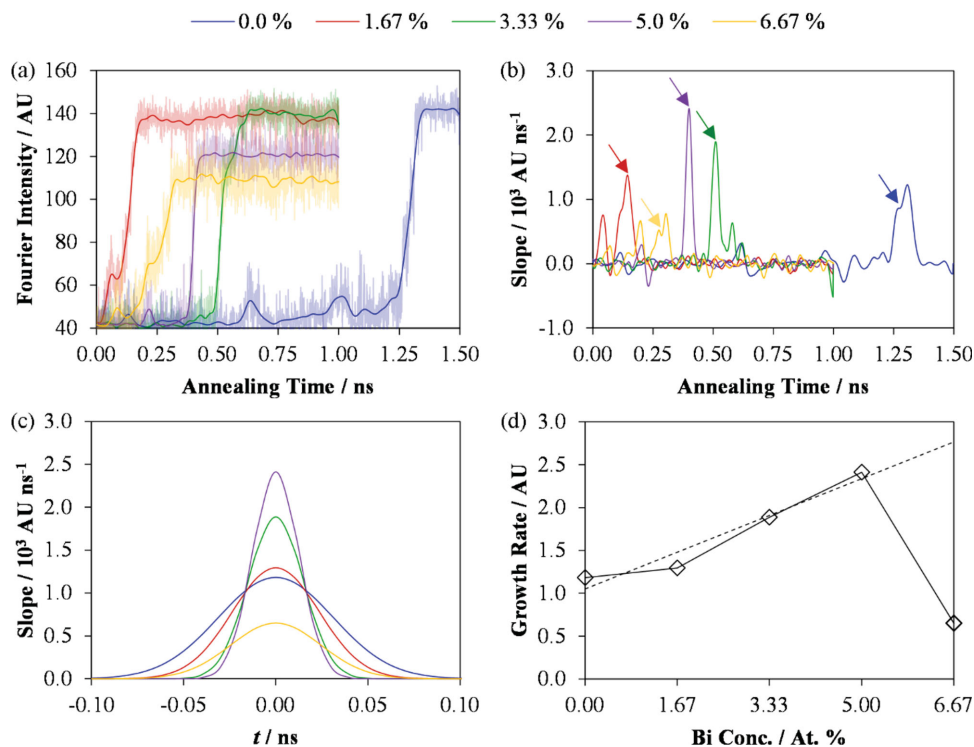 0.0 % 1.67 % 3.33 % 5.0 % 6.67 %
(a)
160
140
120
100
80
60
40
0.00 0.25 0.50 0.75 1.00 1.25 1.50
Fourier Intensity / AU
Annealing Time / ns
(b)
3.0
2.0
1.0
0.0
-1.0
0.00 0.25 0.50 0.75 1.00 1.25 1.50
Slope / 10³ AU ns⁻¹
Annealing Time / ns
(c)
3.0
2.5
2.0
1.5
1.0
0.5
0.0
-0.10 -0.05 0.00 0.05 0.10
Slope / 10³ AU ns⁻¹
t / ns
(d)
3.0
2.5
2.0
1.5
1.0
0.5
0.0
0.00 1.67 3.33 5.00 6.67
Growth Rate / AU
Bi Conc. / At. %